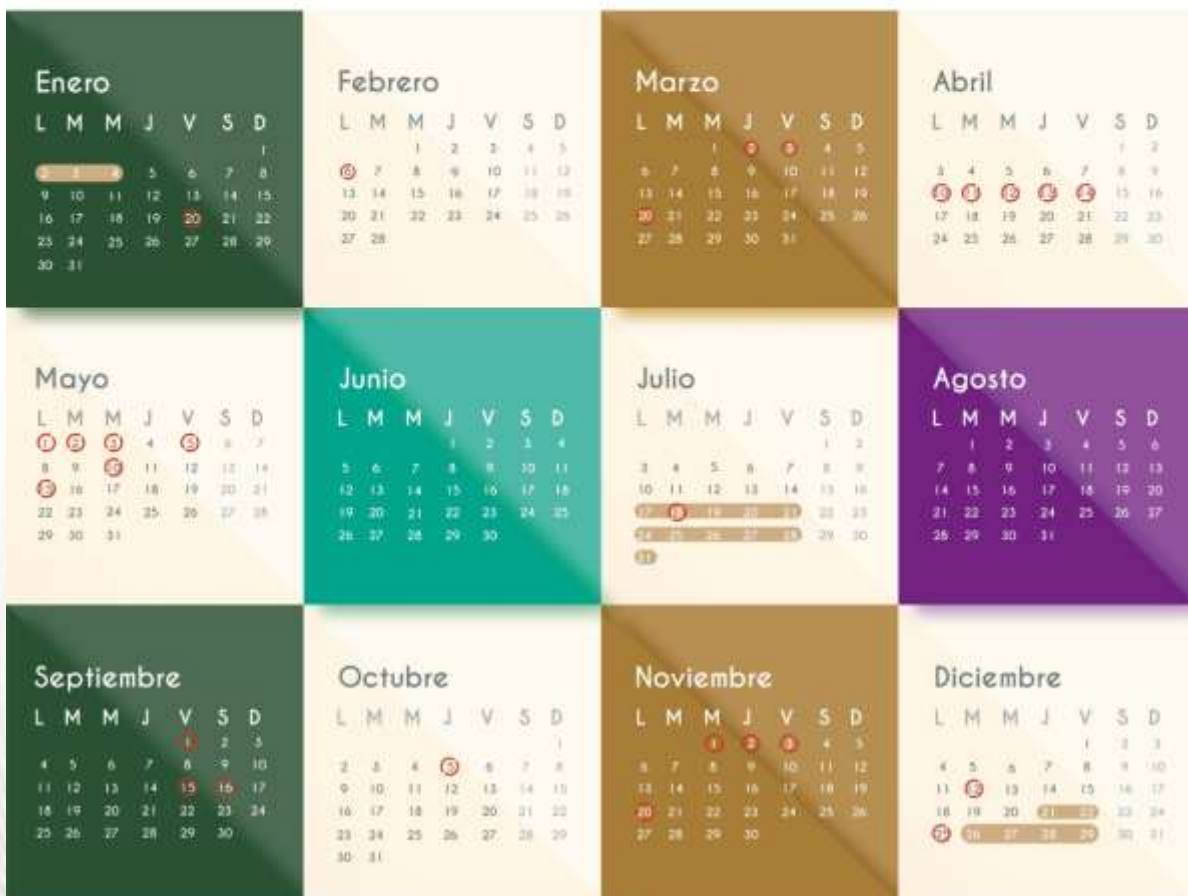 Enero
L M M J V S D
1
2 3 4 5 6 7 8
9 10 11 12 13 14 15
16 17 18 19 20 21 22
23 24 25 26 27 28 29
30 31
Febrero
L M M J V S D
1 2 3 4 5
6 7 8 9 10 11 12
13 14 15 16 17 18 19
20 21 22 23 24 25 26
27 28
Marzo
L M M J V S D
1 2 3 4 5
6 7 8 9 10 11 12
13 14 15 16 17 18 19
20 21 22 23 24 25 26
27 28 29 30 31
Abril
L M M J V S D
1 2
3 4 5 6 7 8 9
10 11 12 13 14 15 16
17 18 19 20 21 22 23
24 25 26 27 28 29 30
Mayo
L M M J V S D
1 2 3 4 5 6 7
8 9 10 11 12 13 14
15 16 17 18 19 20 21
22 23 24 25 26 27 28
29 30 31
Junio
L M M J V S D
1 2 3 4
5 6 7 8 9 10 11
12 13 14 15 16 17 18
19 20 21 22 23 24 25
26 27 28 29 30
Julio
L M M J V S D
1 2
3 4 5 6 7 8 9
10 11 12 13 14 15 16
17 18 19 20 21 22 23
24 25 26 27 28 29 30
31
Agosto
L M M J V S D
1 2 3 4 5 6
7 8 9 10 11 12 13
14 15 16 17 18 19 20
21 22 23 24 25 26 27
28 29 30 31
Septiembre
L M M J V S D
1 2 3
4 5 6 7 8 9 10
11 12 13 14 15 16 17
18 19 20 21 22 23 24
25 26 27 28 29 30
Octubre
L M M J V S D
1
2 3 4 5 6 7 8
9 10 11 12 13 14 15
16 17 18 19 20 21 22
23 24 25 26 27 28 29
30 31
Noviembre
L M M J V S D
1 2 3 4 5
6 7 8 9 10 11 12
13 14 15 16 17 18 19
20 21 22 23 24 25 26
27 28 29 30
Diciembre
L M M J V S D
1 2 3
4 5 6 7 8 9 10
11 12 13 14 15 16 17
18 19 20 21 22 23 24
25 26 27 28 29 30 31